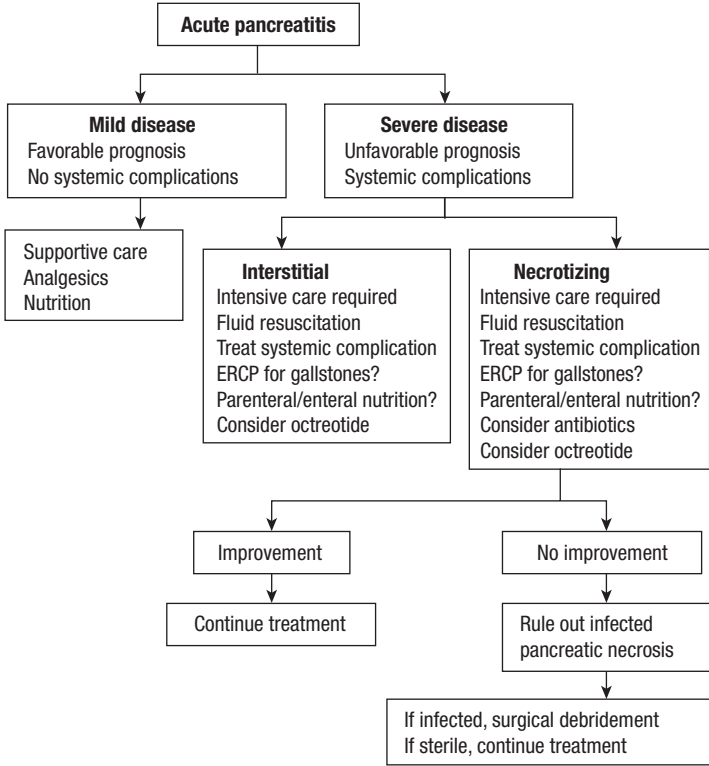 Acute pancreatitis
Mild disease
Favorable prognosis
No systemic complications
Severe disease
Unfavorable prognosis
Systemic complications
Supportive care
Analgesics
Nutrition
Interstitial
Intensive care required
Fluid resuscitation
Treat systemic complication
ERCP for gallstones?
Parenteral/enteral nutrition?
Consider octreotide
Necrotizing
Intensive care required
Fluid resuscitation
Treat systemic complication
ERCP for gallstones?
Parenteral/enteral nutrition?
Consider antibiotics
Consider octreotide
Improvement
No improvement
Continue treatment
Rule out infected
pancreatic necrosis
If infected, surgical debridement
If sterile, continue treatment